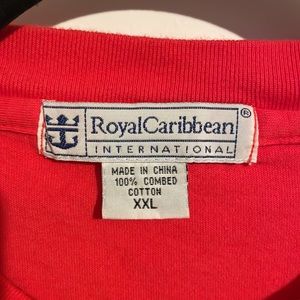 RoyalCaribbean®
INTERNATIONAL
MADE IN CHINA
100% COMBED
COTTON
XXL